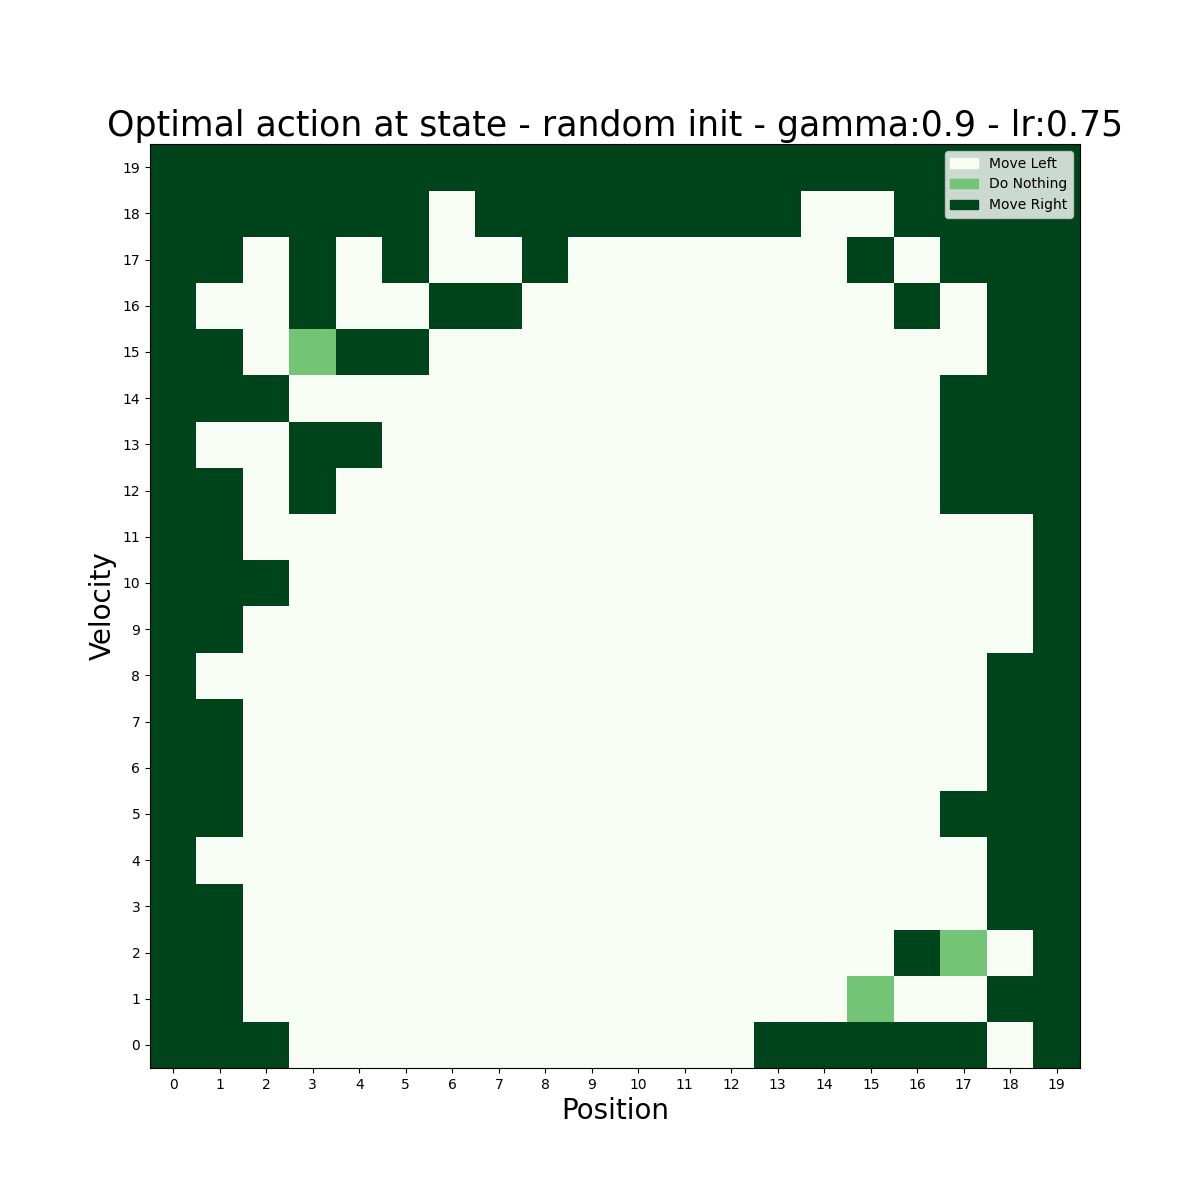 Optimal action at state - random init - gamma:0.9 - lr:0.75
Move Left
Do Nothing
Move Right
19
18
17
16
15
14
13
12
11
10
9
8
7
6
5
4
3
2
1
0
Velocity
0 1 2 3 4 5 6 7 8 9 10 11 12 13 14 15 16 17 18 19
Position